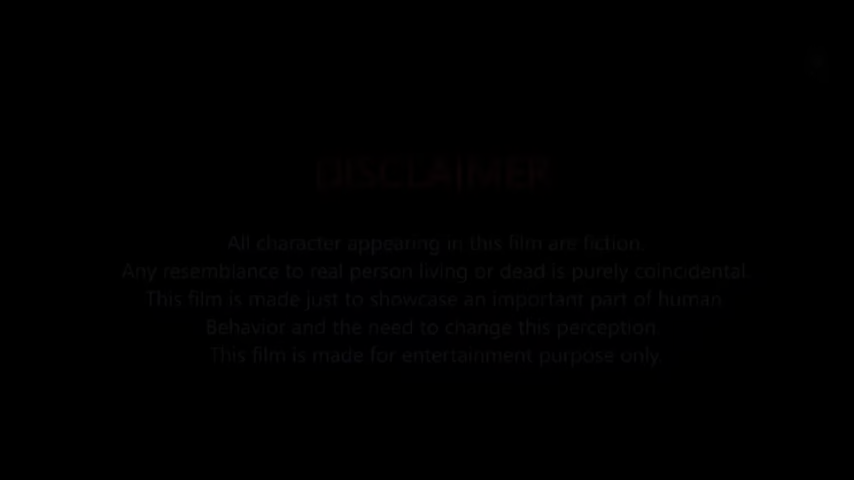 DISCLAIMER
All character appearing in this film are fiction.
Any resemblance to real person living or dead is purely coincidental.
This film is made just to showcase an important part of human
Behavior and the need to change this perception.
This film is made for entertainment purpose only.